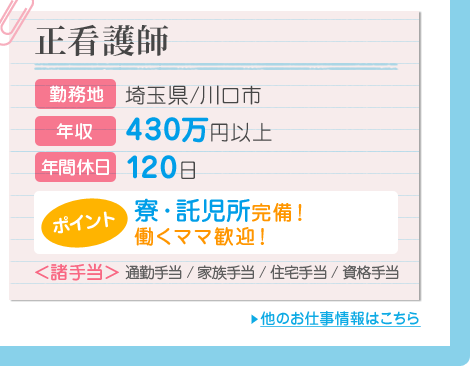 正看護師
勤務地 埼玉県/川口市
年収 430万円以上
年間休日 120日
ポイント 寮・託児所完備！
働くママ歓迎！
＜諸手当＞ 通勤手当 / 家族手当 / 住宅手当 / 資格手当
他のお仕事情報はこちら